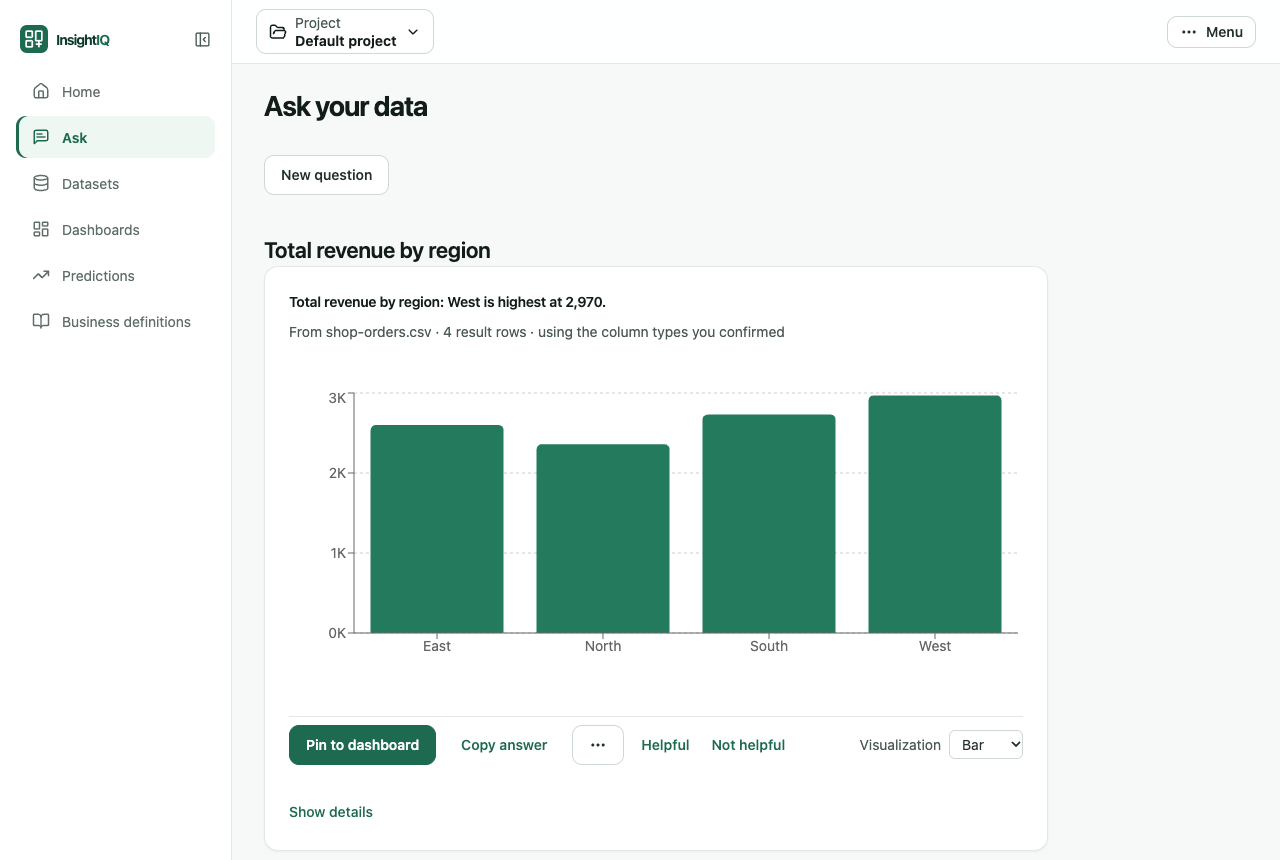 InsightIQ
Project
Default project
Menu
Home
Ask
Datasets
Dashboards
Predictions
Business definitions
Ask your data
New question
Total revenue by region
Total revenue by region: West is highest at 2,970.
From shop-orders.csv · 4 result rows · using the column types you confirmed
3K
2K
1K
0K
East North South West
Pin to dashboard Copy answer ··· Helpful Not helpful Visualization Bar
Show details